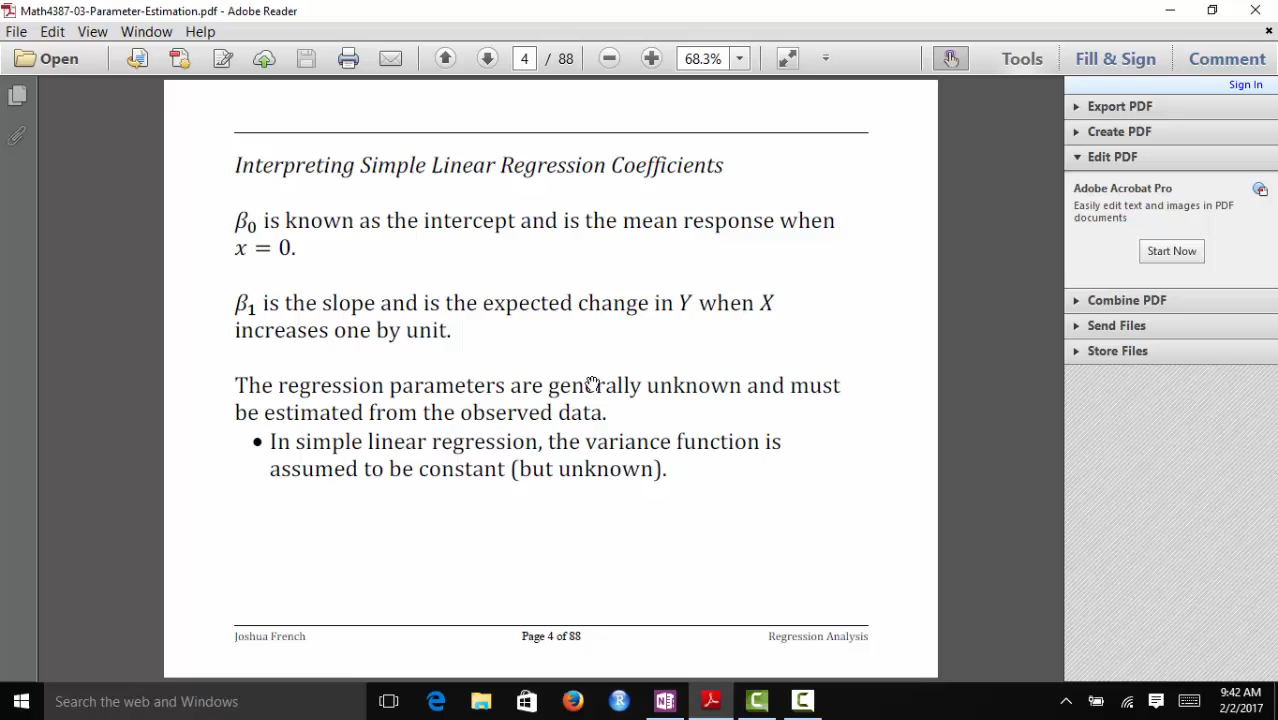 Math4387-03-Parameter-Estimation.pdf - Adobe Reader
File Edit View Window Help
Open 4 / 88 68.3% Tools Fill & Sign Comment
Sign In
Export PDF
Create PDF
Edit PDF
Adobe Acrobat Pro
Easily edit text and images in PDF
documents
Start Now
Combine PDF
Send Files
Store Files
Interpreting Simple Linear Regression Coefficients
β₀ is known as the intercept and is the mean response when
x = 0.
β₁ is the slope and is the expected change in Y when X
increases one by unit.
The regression parameters are generally unknown and must
be estimated from the observed data.
• In simple linear regression, the variance function is
assumed to be constant (but unknown).
Joshua French Page 4 of 88 Regression Analysis
Search the web and Windows
9:42 AM
2/2/2017